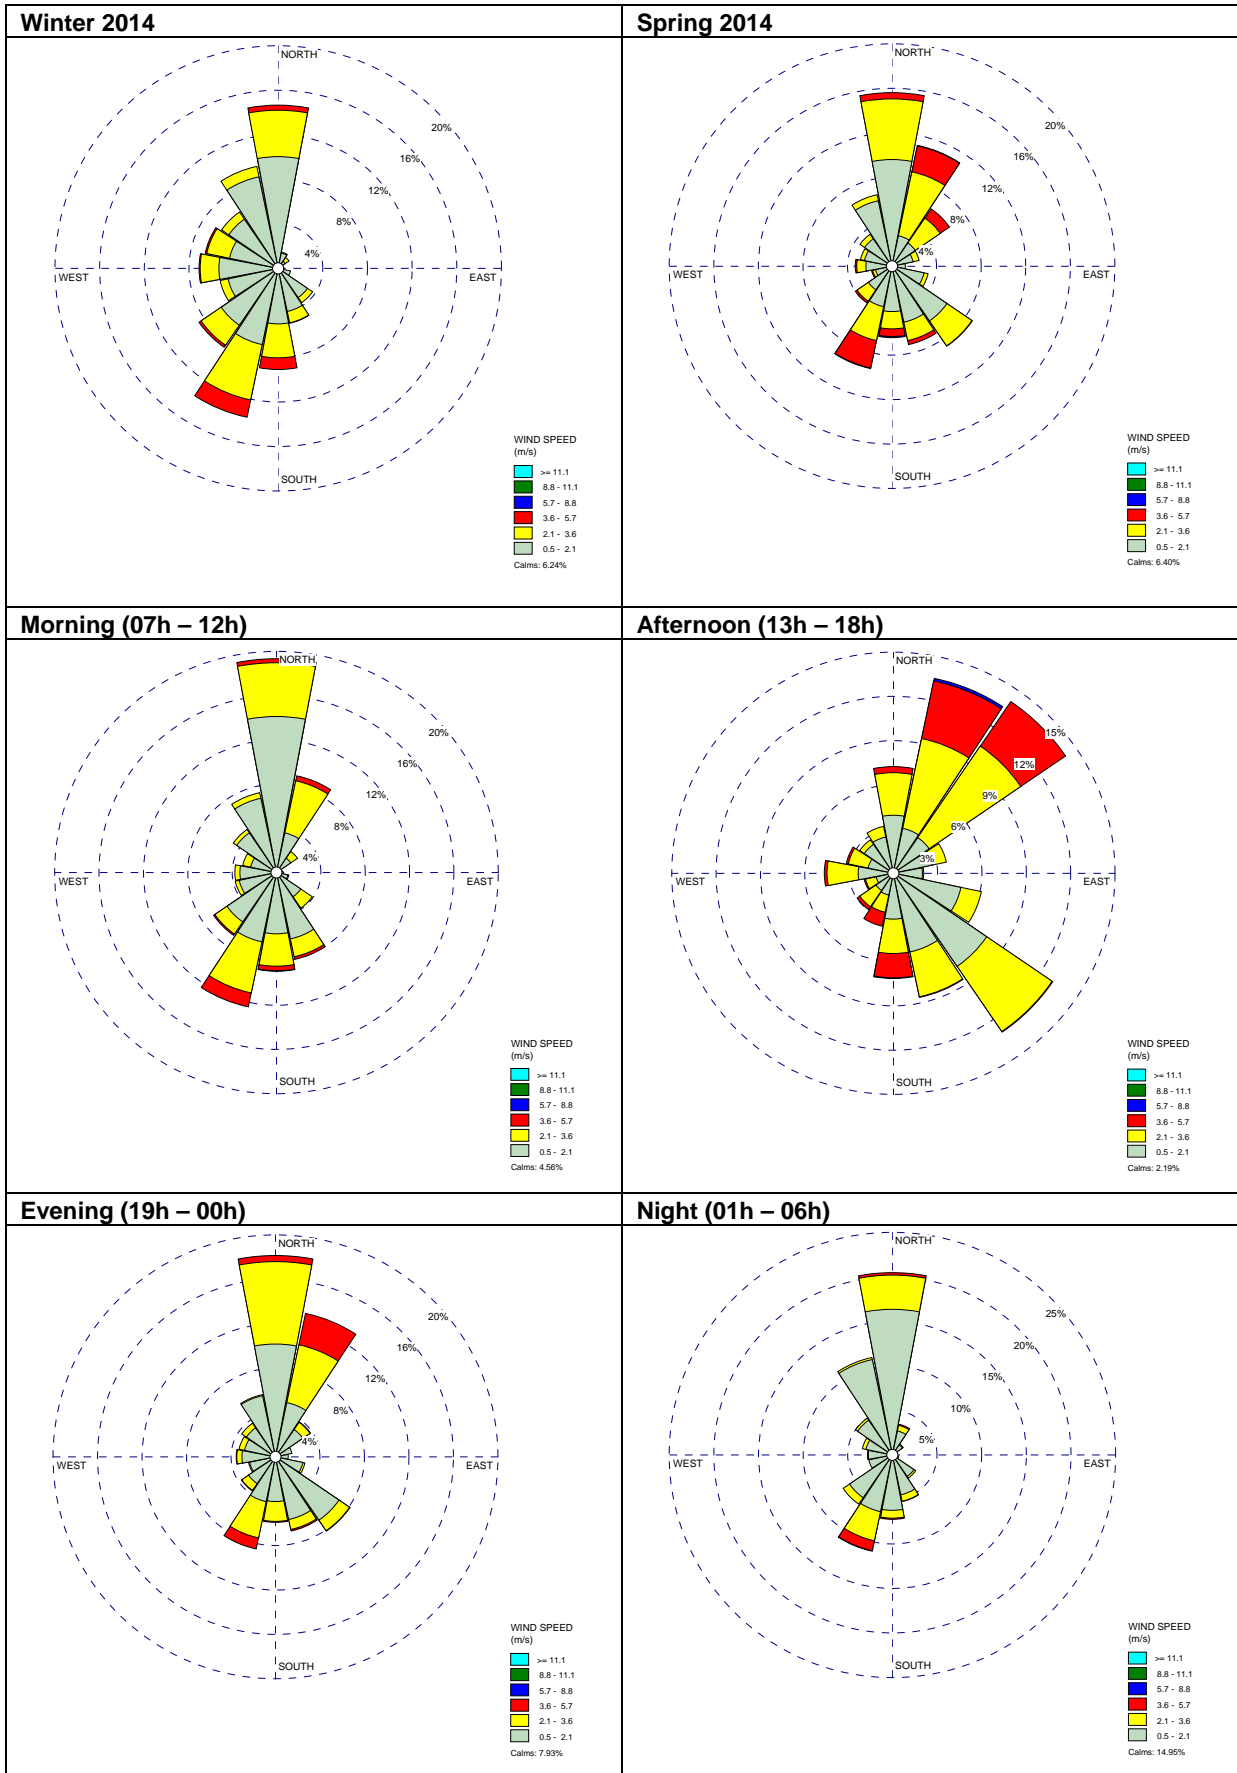 Winter 2014
NORTH
20%
16%
12%
8%
4%
WEST
EAST
SOUTH
WIND SPEED
(m/s)
>= 11.1
8.8 - 11.1
5.7 - 8.8
3.6 - 5.7
2.1 - 3.6
0.5 - 2.1
Calms: 6.24%
Spring 2014
NORTH
20%
16%
12%
8%
4%
WEST
EAST
SOUTH
WIND SPEED
(m/s)
>= 11.1
8.8 - 11.1
5.7 - 8.8
3.6 - 5.7
2.1 - 3.6
0.5 - 2.1
Calms: 6.40%
Morning (07h – 12h)
NORTH
20%
16%
12%
8%
4%
WEST
EAST
SOUTH
WIND SPEED
(m/s)
>= 11.1
8.8 - 11.1
5.7 - 8.8
3.6 - 5.7
2.1 - 3.6
0.5 - 2.1
Calms: 4.56%
Afternoon (13h – 18h)
NORTH
15%
12%
9%
6%
3%
WEST
EAST
SOUTH
WIND SPEED
(m/s)
>= 11.1
8.8 - 11.1
5.7 - 8.8
3.6 - 5.7
2.1 - 3.6
0.5 - 2.1
Calms: 2.19%
Evening (19h – 00h)
NORTH
20%
16%
12%
8%
4%
WEST
EAST
SOUTH
WIND SPEED
(m/s)
>= 11.1
8.8 - 11.1
5.7 - 8.8
3.6 - 5.7
2.1 - 3.6
0.5 - 2.1
Calms: 7.93%
Night (01h – 06h)
NORTH
25%
20%
15%
10%
5%
WEST
EAST
SOUTH
WIND SPEED
(m/s)
>= 11.1
8.8 - 11.1
5.7 - 8.8
3.6 - 5.7
2.1 - 3.6
0.5 - 2.1
Calms: 14.95%